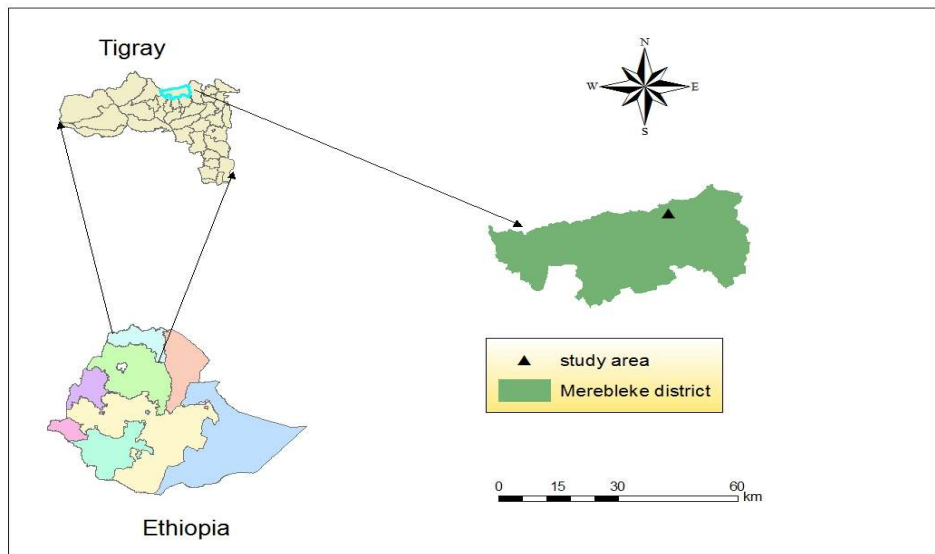 Tigray
N
W
E
S
study area
Merebleke district
0 15 30 60
km
Ethiopia